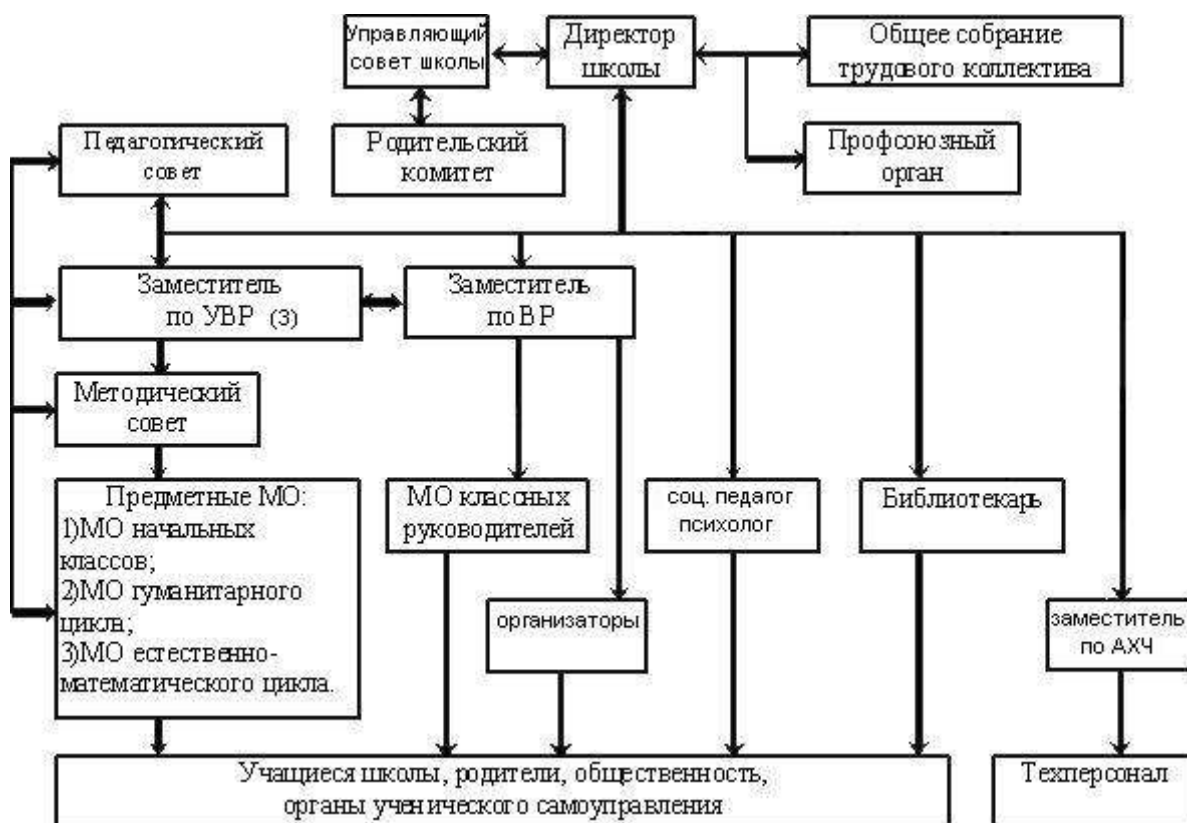 Управляющий
совет школы
Директор
школы
Общее собрание
трудового коллектива
Педагогический
совет
Родительский
комитет
Профсоюзный
орган
Заместитель
по УВР (3)
Заместитель
по ВР
Методический
совет
Предметные МО:
1)МО начальных
классов;
2)МО гуманитарного
цикла;
3)МО естественно-
математического цикла.
МО классных
руководителей
соц. педагог
психолог
Библиотекарь
организаторы
заместитель
по АХЧ
Учащиеся школы, родители, общественность,
органы ученического самоуправления
Техперсонал